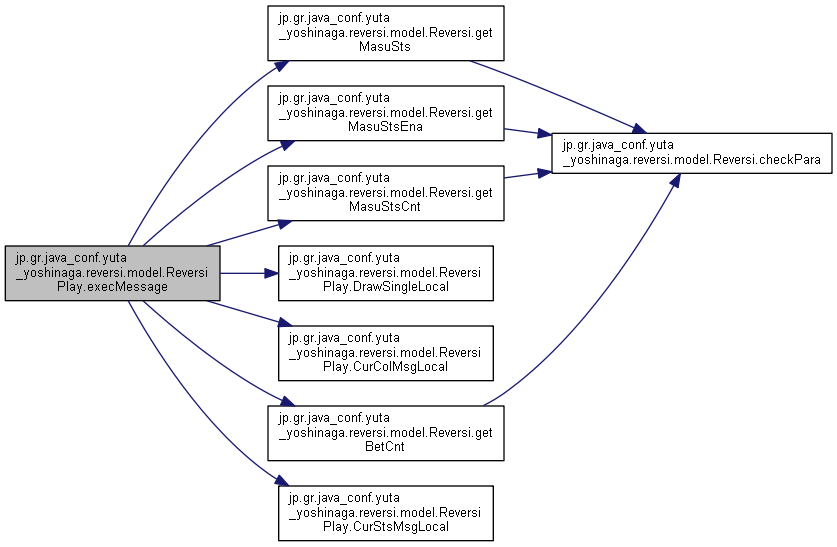 jp.gr.java_conf.yuta
_yoshinaga.reversi.model.Reversi.get
MasuSts
jp.gr.java_conf.yuta
_yoshinaga.reversi.model.Reversi.get
MasuStsEna
jp.gr.java_conf.yuta
_yoshinaga.reversi.model.Reversi.checkPara
jp.gr.java_conf.yuta
_yoshinaga.reversi.model.Reversi.get
MasuStsCnt
jp.gr.java_conf.yuta
_yoshinaga.reversi.model.Reversi
Play.execMessage
jp.gr.java_conf.yuta
_yoshinaga.reversi.model.Reversi
Play.DrawSingleLocal
jp.gr.java_conf.yuta
_yoshinaga.reversi.model.Reversi
Play.CurColMsgLocal
jp.gr.java_conf.yuta
_yoshinaga.reversi.model.Reversi.get
BetCnt
jp.gr.java_conf.yuta
_yoshinaga.reversi.model.Reversi
Play.CurStsMsgLocal